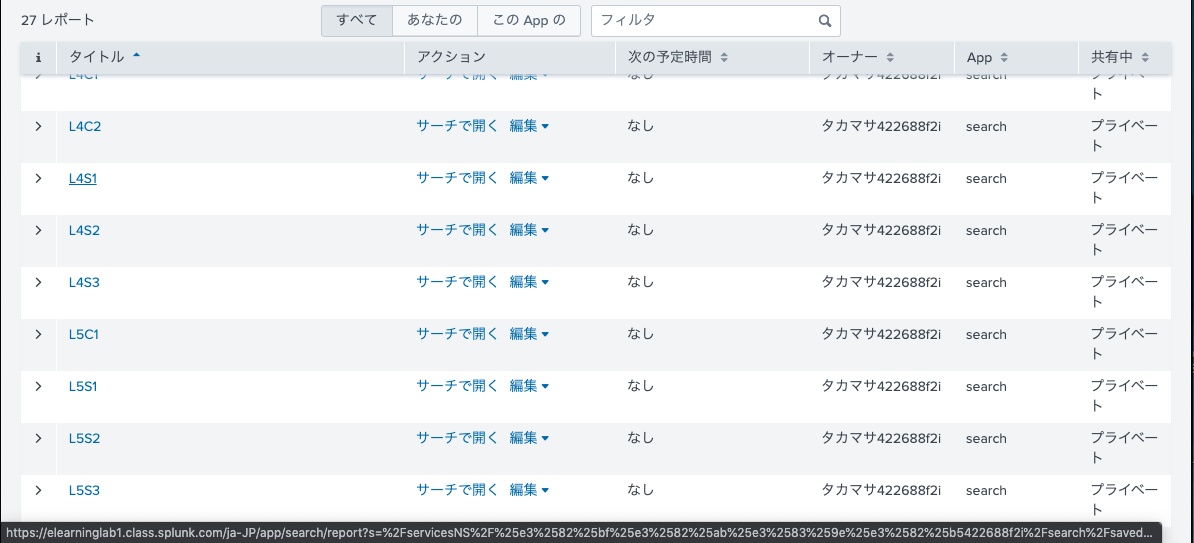 27 レポート すべて あなたの この App の フィルタ
i タイトル アクション 次の予定時間 オーナー App 共有中
L4C1 サーチで開く 編集 なし タカマサ422688f2i search プライベー
ト
L4C2 サーチで開く 編集 なし タカマサ422688f2i search プライベー
ト
L4S1 サーチで開く 編集 なし タカマサ422688f2i search プライベー
ト
L4S2 サーチで開く 編集 なし タカマサ422688f2i search プライベー
ト
L4S3 サーチで開く 編集 なし タカマサ422688f2i search プライベー
ト
L5C1 サーチで開く 編集 なし タカマサ422688f2i search プライベー
ト
L5S1 サーチで開く 編集 なし タカマサ422688f2i search プライベー
ト
L5S2 サーチで開く 編集 なし タカマサ422688f2i search プライベー
ト
L5S3 サーチで開く 編集 なし タカマサ422688f2i search プライベー
ト
https://elearninglab1.class.splunk.com/ja-JP/app/search/report?s=%2FservicesNS%2F%25e3%2582%25bf%25e3%2582%25ab%25e3%2583%259e%25e3%2582%25b5422688f2i%2Fsearch%2Fsaved...